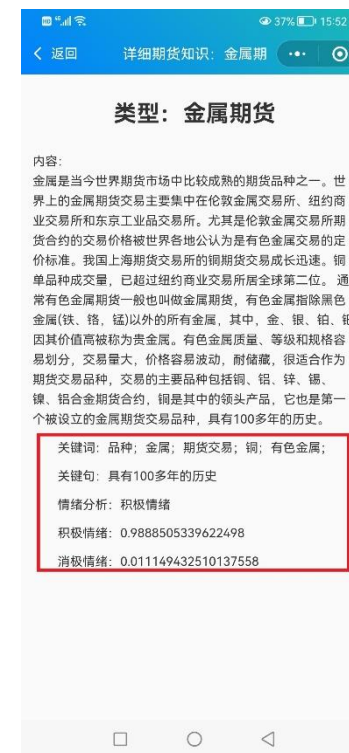 37% 15:52
返回 详细期货知识：金属期
类型：金属期货
内容:
金属是当今世界期货市场中比较成熟的期货品种之一。世
界上的金属期货交易主要集中在伦敦金属交易所、纽约商
业交易所和东京工业品交易所。尤其是伦敦金属交易所期
货合约的交易价格被世界各地公认为是有色金属交易的定
价标准。我国上海期货交易所的铜期货交易成长迅速。铜
单品种成交量，已超过纽约商业交易所居全球第二位。 通
常有色金属期货一般也叫做金属期货，有色金属指除黑色
金属(铁、铬，锰)以外的所有金属，其中，金、银、铂、钯
因其价值高被称为贵金属。有色金属质量、等级和规格容
易划分，交易量大，价格容易波动，耐储藏，很适合作为
期货交易品种，交易的主要品种包括铜、铝、锌、锡、
镍、铝合金期货合约，铜是其中的领头产品，它也是第一
个被设立的金属期货交易品种，具有100多年的历史。
关键词：品种；金属；期货交易；铜；有色金属；
关键句：具有100多年的历史
情绪分析：积极情绪
积极情绪：0.9888505339622498
消极情绪：0.011149432510137558